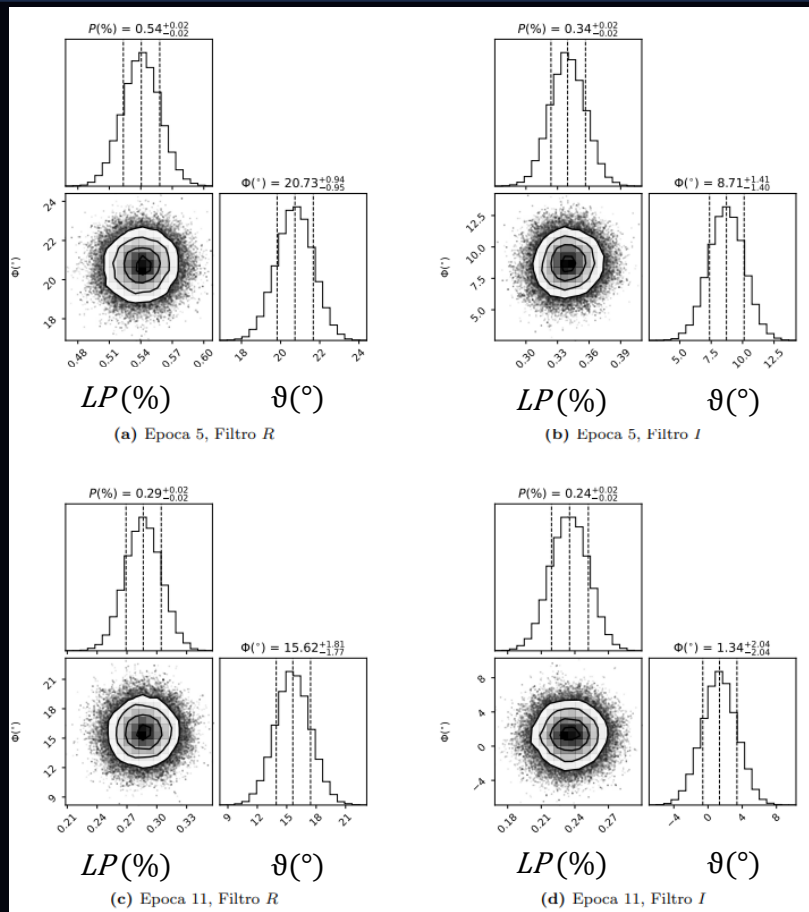 P(%) = 0.54+0.02 −0.02
Φ(°) = 20.73+0.94 −0.95
Φ(°)
24
22
20
18
0.48 0.51 0.54 0.57 0.60
18 20 22 24
LP(%) ϑ(°)
(a) Epoca 5, Filtro R
P(%) = 0.34+0.02 −0.02
Φ(°) = 8.71+1.41 −1.40
Φ(°)
12.5
10.0
7.5
5.0
0.30 0.33 0.36 0.39
5.0 7.5 10.0 12.5
LP(%) ϑ(°)
(b) Epoca 5, Filtro I
P(%) = 0.29+0.02 −0.02
Φ(°) = 15.62+1.81 −1.77
Φ(°)
21
18
15
12
9
0.21 0.24 0.27 0.30 0.33
9 12 15 18 21
LP(%) ϑ(°)
(c) Epoca 11, Filtro R
P(%) = 0.24+0.02 −0.02
Φ(°) = 1.34+2.04 −2.04
Φ(°)
8
4
0
−4
0.18 0.21 0.24 0.27
−4 0 4 8
LP(%) ϑ(°)
(d) Epoca 11, Filtro I